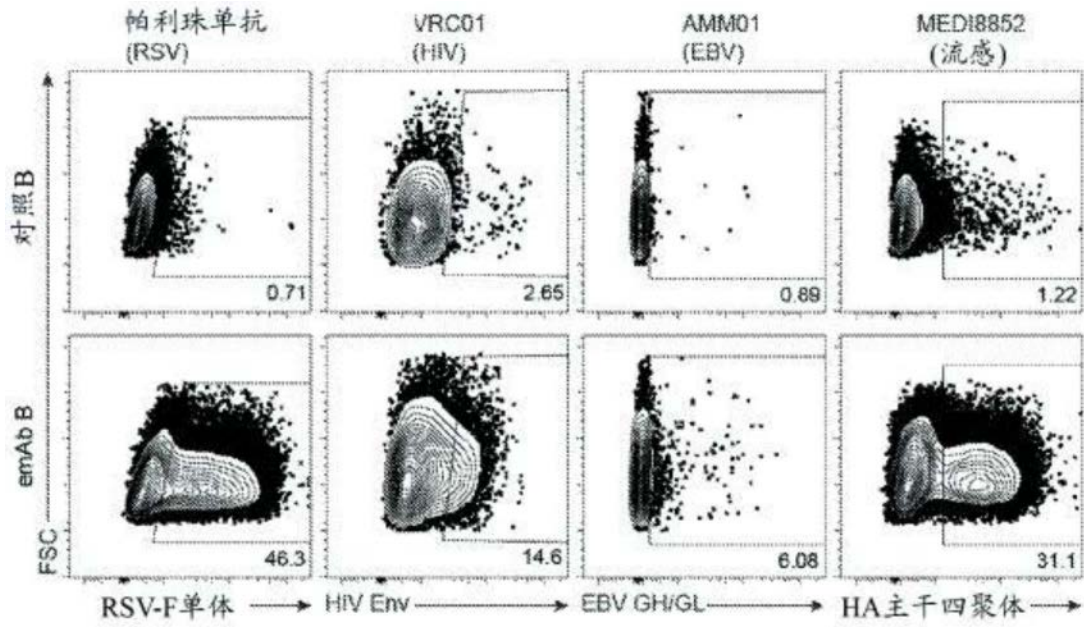 帕利珠单抗
(RSV)
VRC01
(HIV)
AMM01
(EBV)
MEDI8852
(流感)
对照B
0.71
2.65
0.89
1.22
emAb B
46.3
14.6
6.08
31.1
FSC
RSV-F单体
HIV Env
EBV GH/GL
HA主干四聚体